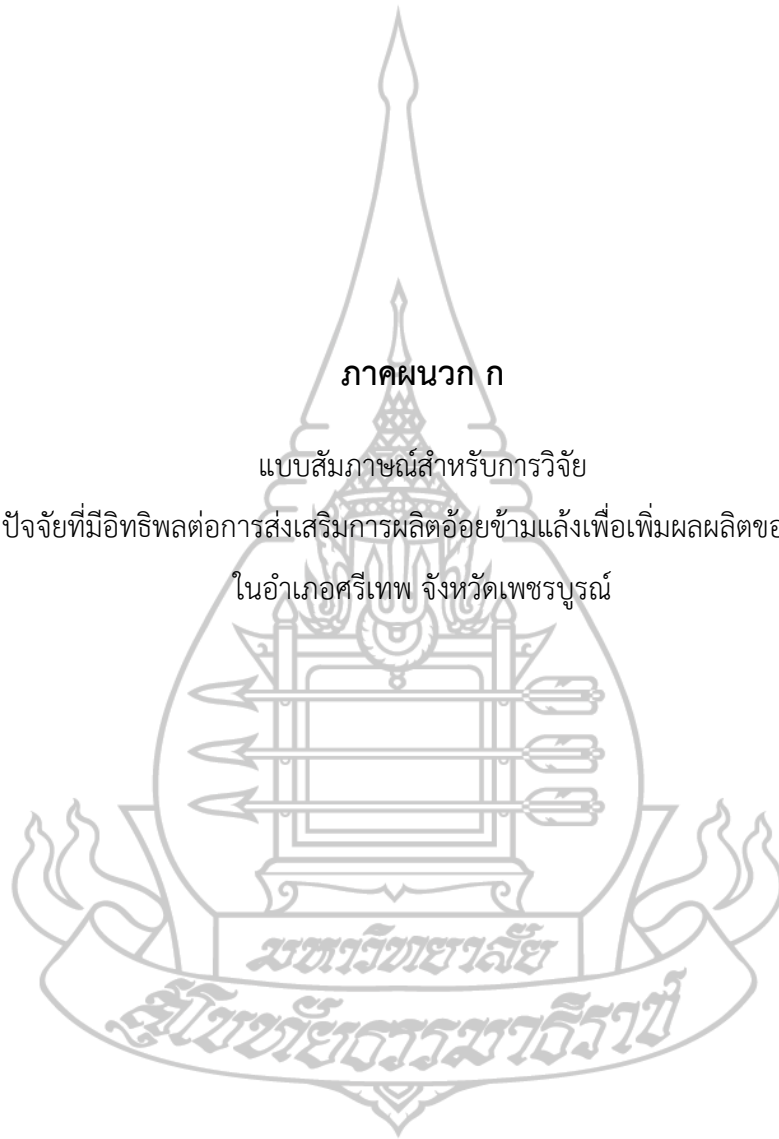 ภาคผนวก ก
แบบสัมภาษณ์สำหรับการวิจัย
ปัจจัยที่มีอิทธิพลต่อการส่งเสริมการผลิตอ้อยข้ามแล้งเพื่อเพิ่มผลผลิต
ในอำเภอศรีเทพ จังหวัดเพชรบูรณ์
มหาวิทยาลัย
สุโขทัยธรรมาธิราช